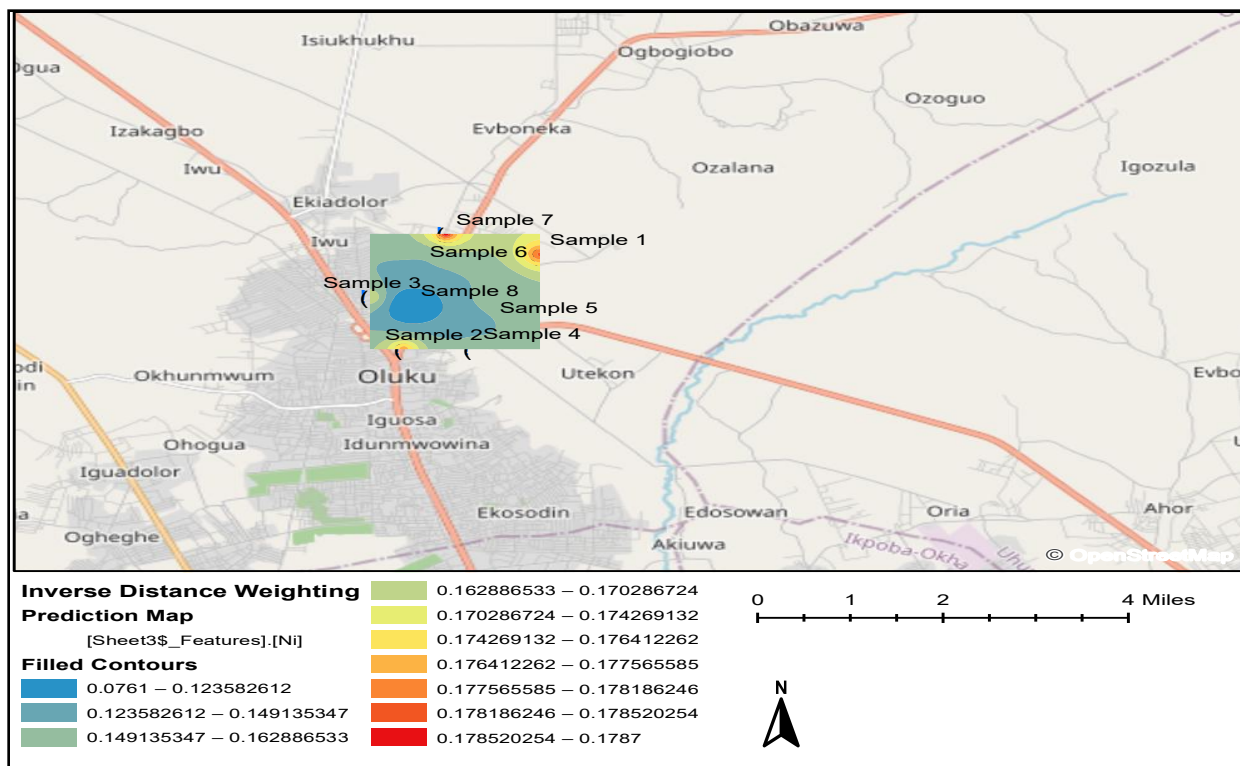 Obazuwa
Isiukhukhu
Ogbogiobo
Ogua
Ozoguo
Izakagbo
Evboneka
Iwu
Ozalana
Igozula
Ekiadolor
Sample 7
Iwu
Sample 1
Sample 6
Sample 3
Sample 8
Sample 5
Sample 2
Sample 4
Okhunmwum
Oluku
Utekon
Evbo
odi
in
Iguosa
Ohogua
Idunmwowina
Iguadolor
Ekosodin
Edosowan
Oria
Ahor
Ogheghe
Akiuwa
Ikpoba-Okha
Uhu
© OpenStreetMap
Inverse Distance Weighting
Prediction Map
[Sheet3$_Features].[Ni]
Filled Contours
0.0761 – 0.123582612
0.123582612 – 0.149135347
0.149135347 – 0.162886533
0.162886533 – 0.170286724
0.170286724 – 0.174269132
0.174269132 – 0.176412262
0.176412262 – 0.177565585
0.177565585 – 0.178186246
0.178186246 – 0.178520254
0.178520254 – 0.1787
0 1 2 4 Miles
N